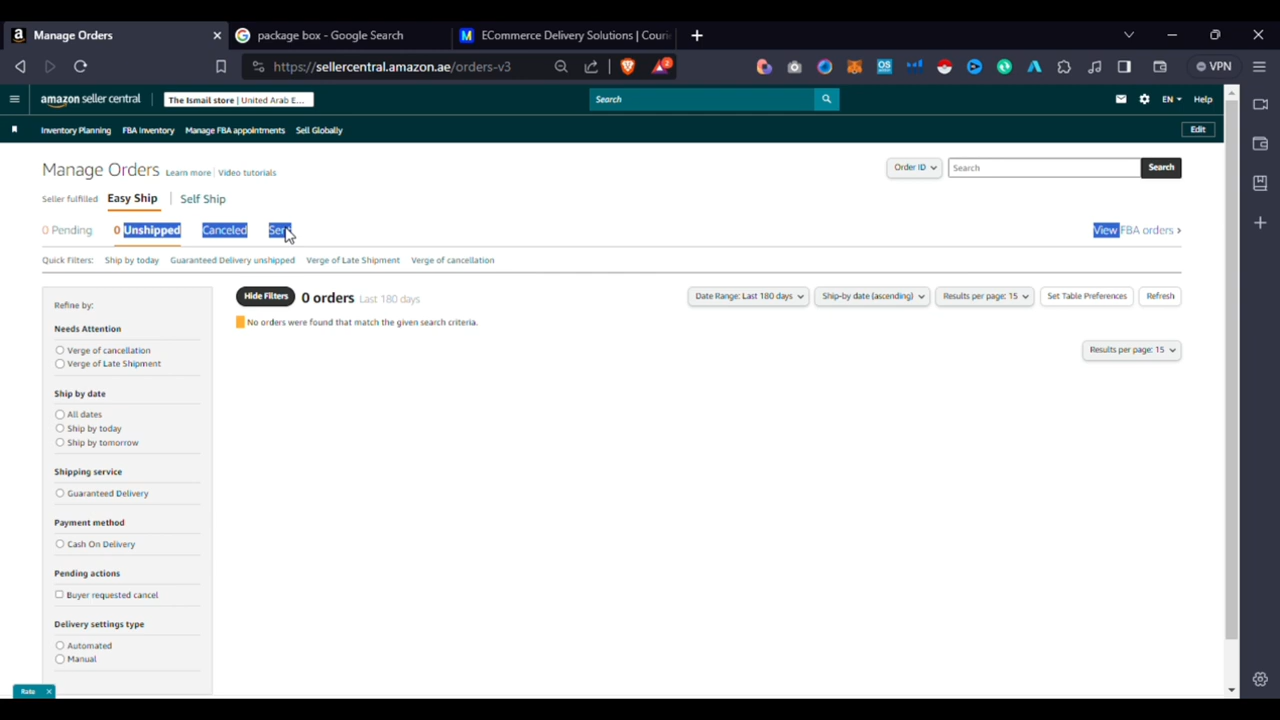 Manage Orders
package box - Google Search
ECommerce Delivery Solutions | Couri
https://sellercentral.amazon.ae/orders-v3
2
VPN
amazon seller central
The Ismail store | United Arab E...
Search
EN
Help
Inventory Planning FBA Inventory Manage FBA appointments Sell Globally
Edit
Manage Orders Learn more Video tutorials
Order ID
Search
Search
Seller fulfilled Easy Ship | Self Ship
0 Pending 0 Unshipped Canceled
View FBA orders >
Quick Filters: Ship by today Guaranteed Delivery unshipped Verge of Late Shipment Verge of cancellation
Refine by:
Needs Attention
Verge of cancellation
Verge of Late Shipment
Ship by date
All dates
Ship by today
Ship by tomorrow
Shipping service
Guaranteed Delivery
Payment method
Cash On Delivery
Pending actions
Buyer requested cancel
Delivery settings type
Automated
Manual
Hide Filters 0 orders Last 180 days
Date Range: Last 180 days Ship-by date (ascending) Results per page: 15 Set Table Preferences Refresh
No orders were found that match the given search criteria.
Results per page: 15
Rate ×